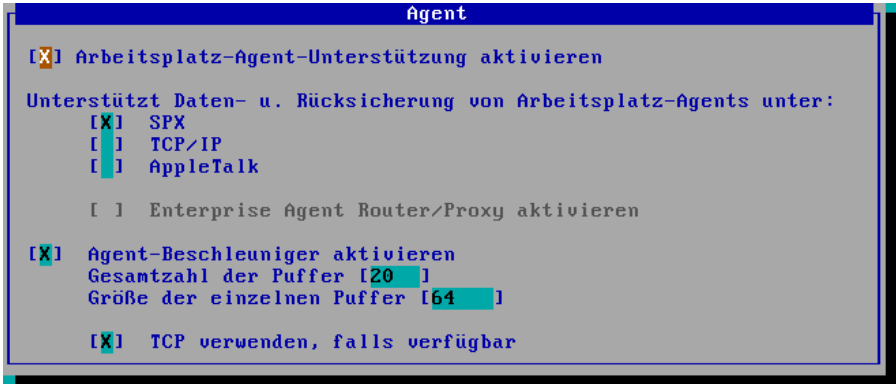 Agent
[X] Arbeitsplatz-Agent-Unterstützung aktivieren
Unterstützt Daten- u. Rücksicherung von Arbeitsplatz-Agents unter:
[X] SPX
[ ] TCP/IP
[ ] AppleTalk
[ ] Enterprise Agent Router/Proxy aktivieren
[X] Agent-Beschleuniger aktivieren
Gesamtzahl der Puffer [20 ]
Größe der einzelnen Puffer [64 ]
[X] TCP verwenden, falls verfügbar